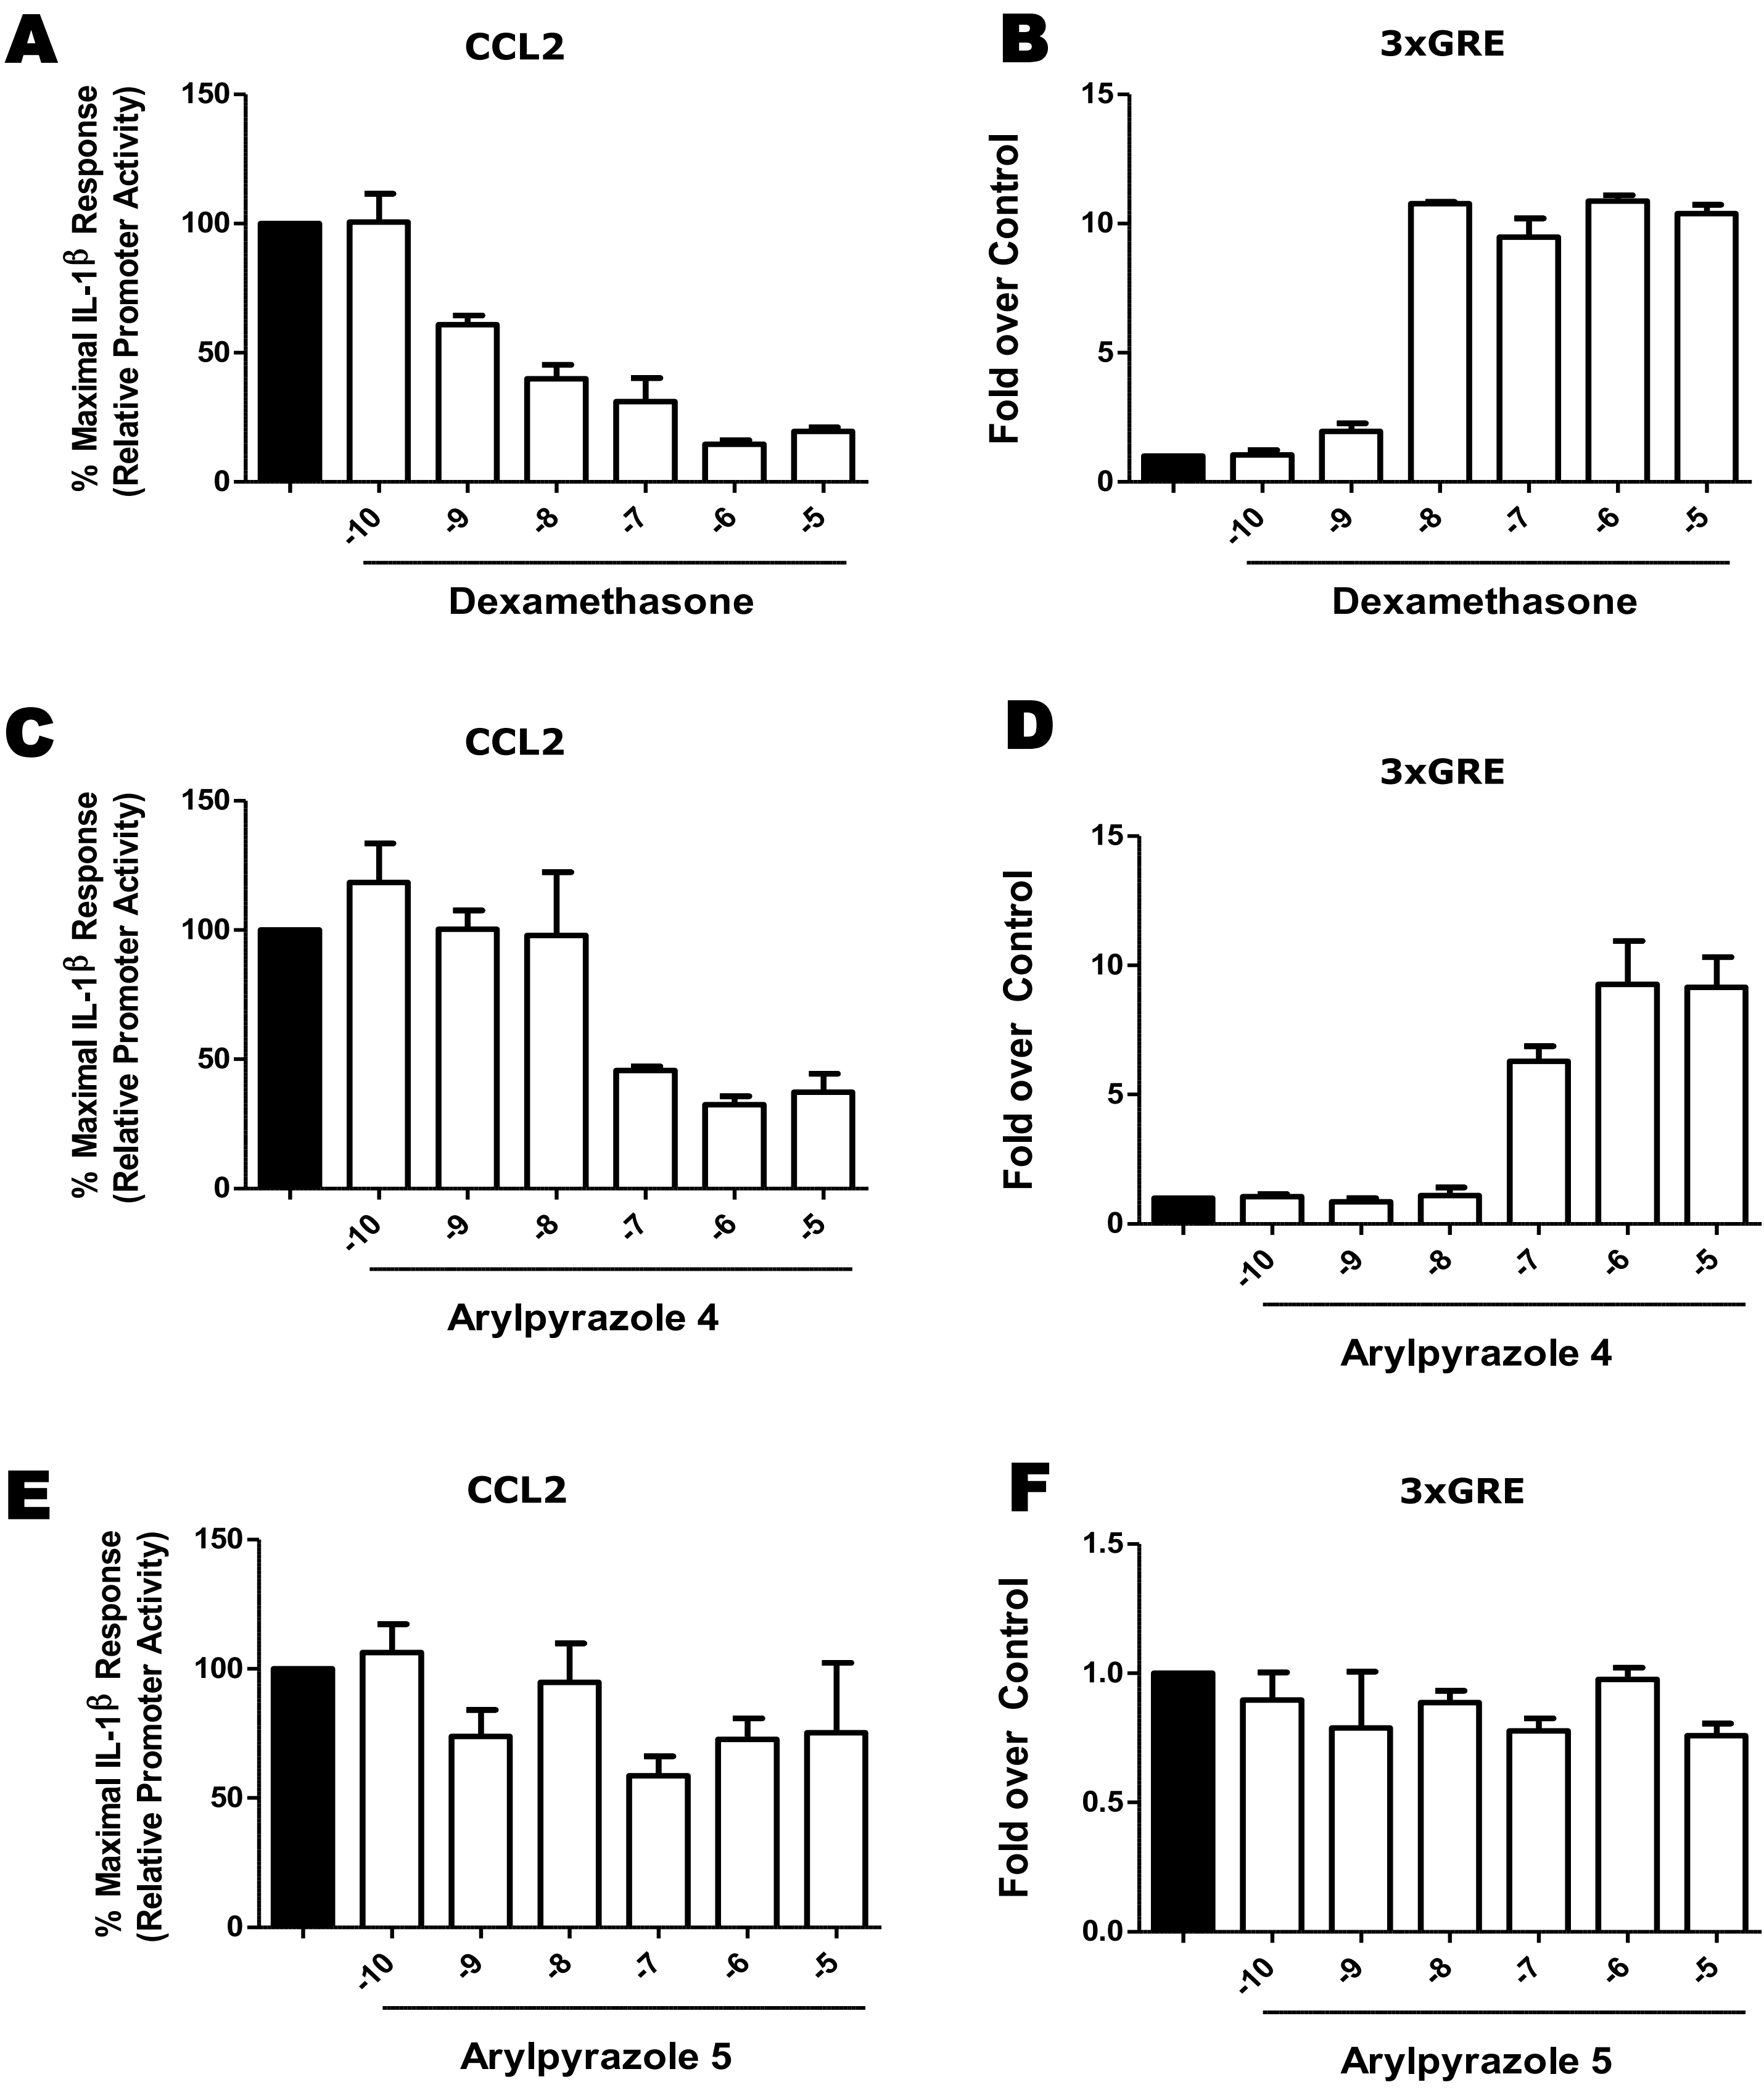 A
CCL2
% Maximal IL-1β Response
(Relative Promoter Activity)
150
100
50
0
-10
-9
-8
-7
-6
-5
Dexamethasone
B
3xGRE
Fold over Control
15
10
5
0
-10
-9
-8
-7
-6
-5
Dexamethasone
C
CCL2
% Maximal IL-1β Response
(Relative Promoter Activity)
150
100
50
0
-10
-9
-8
-7
-6
-5
Arylpyrazole 4
D
3xGRE
Fold over Control
15
10
5
0
-10
-9
-8
-7
-6
-5
Arylpyrazole 4
E
CCL2
% Maximal IL-1β Response
(Relative Promoter Activity)
150
100
50
0
-10
-9
-8
-7
-6
-5
Arylpyrazole 5
F
3xGRE
Fold over Control
1.5
1.0
0.5
0.0
-10
-9
-8
-7
-6
-5
Arylpyrazole 5